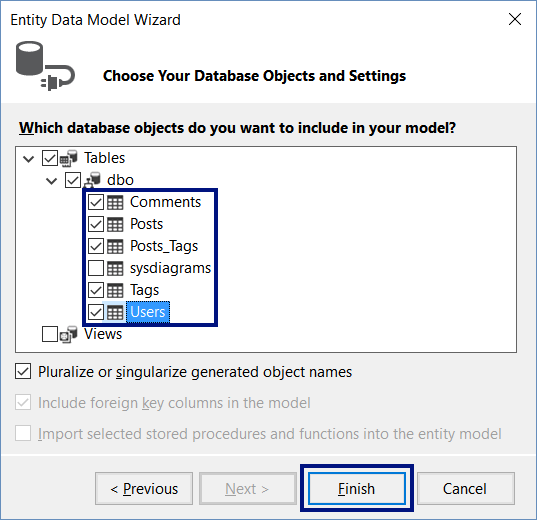 Entity Data Model Wizard
Choose Your Database Objects and Settings
Which database objects do you want to include in your model?
Tables
dbo
Comments
Posts
Posts_Tags
sysdiagrams
Tags
Users
Views
Pluralize or singularize generated object names
Include foreign key columns in the model
Import selected stored procedures and functions into the entity model
< Previous
Next >
Finish
Cancel